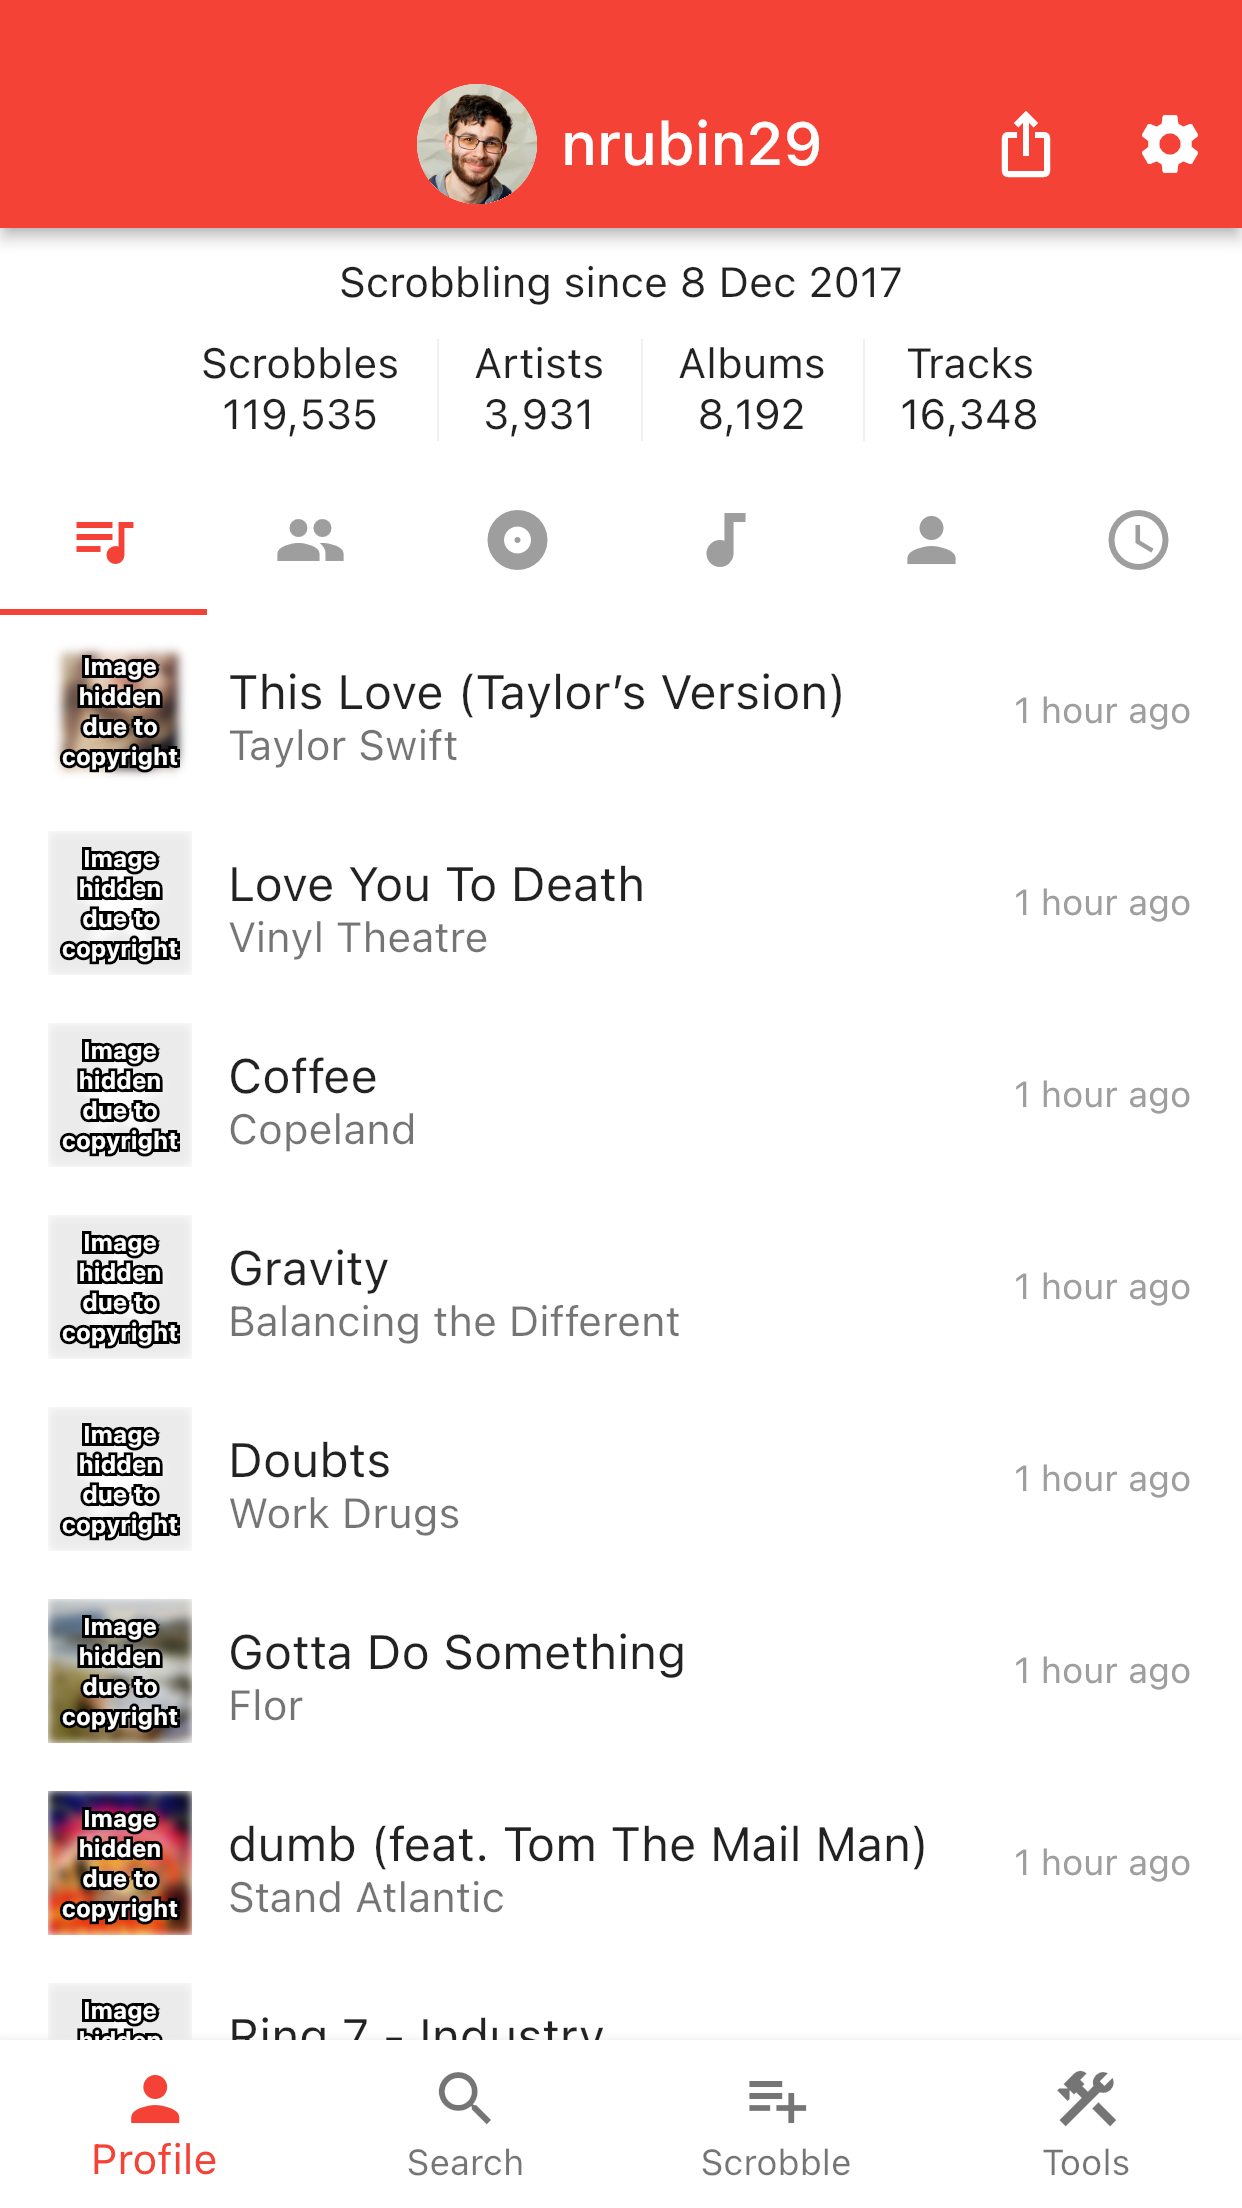 nrubin29
Scrobbling since 8 Dec 2017
Scrobbles
119,535
Artists
3,931
Albums
8,192
Tracks
16,348
Image
hidden
due to
copyright
This Love (Taylor’s Version)
Taylor Swift
1 hour ago
Image
hidden
due to
copyright
Love You To Death
Vinyl Theatre
1 hour ago
Image
hidden
due to
copyright
Coffee
Copeland
1 hour ago
Image
hidden
due to
copyright
Gravity
Balancing the Different
1 hour ago
Image
hidden
due to
copyright
Doubts
Work Drugs
1 hour ago
Image
hidden
due to
copyright
Gotta Do Something
Flor
1 hour ago
Image
hidden
due to
copyright
dumb (feat. Tom The Mail Man)
Stand Atlantic
1 hour ago
Image
hidden
Ring 7 - Industry
Profile
Search
Scrobble
Tools